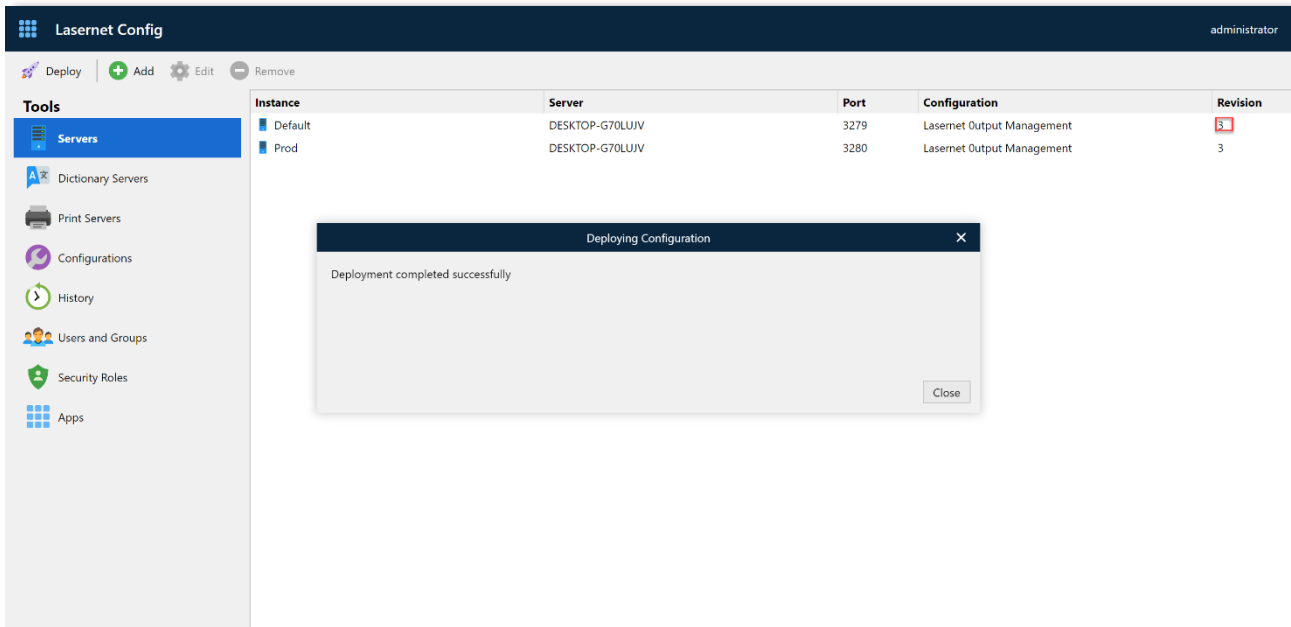 Lasernet Config
administrator
Deploy Add Edit Remove
Tools
Servers
Dictionary Servers
Print Servers
Configurations
History
Users and Groups
Security Roles
Apps
Instance Server Port Configuration Revision
Default DESKTOP-G70LUJV 3279 Lasernet 0utput Management 3
Prod DESKTOP-G70LUJV 3280 Lasernet 0utput Management 3
Deploying Configuration
Deployment completed successfully
Close